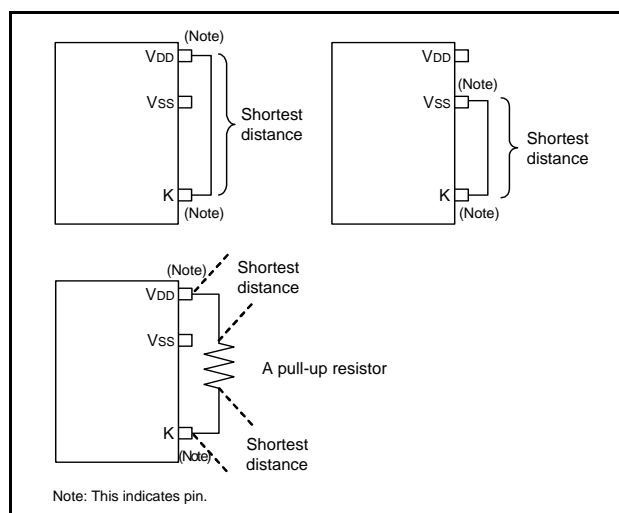 (Note)
VDD
VSS
Shortest
distance
K
(Note)
VDD
(Note)
VSS
Shortest
distance
K
(Note)
(Note)
Shortest
distance
VDD
VSS
A pull-up resistor
K
(Note)
Shortest
distance
Note: This indicates pin.